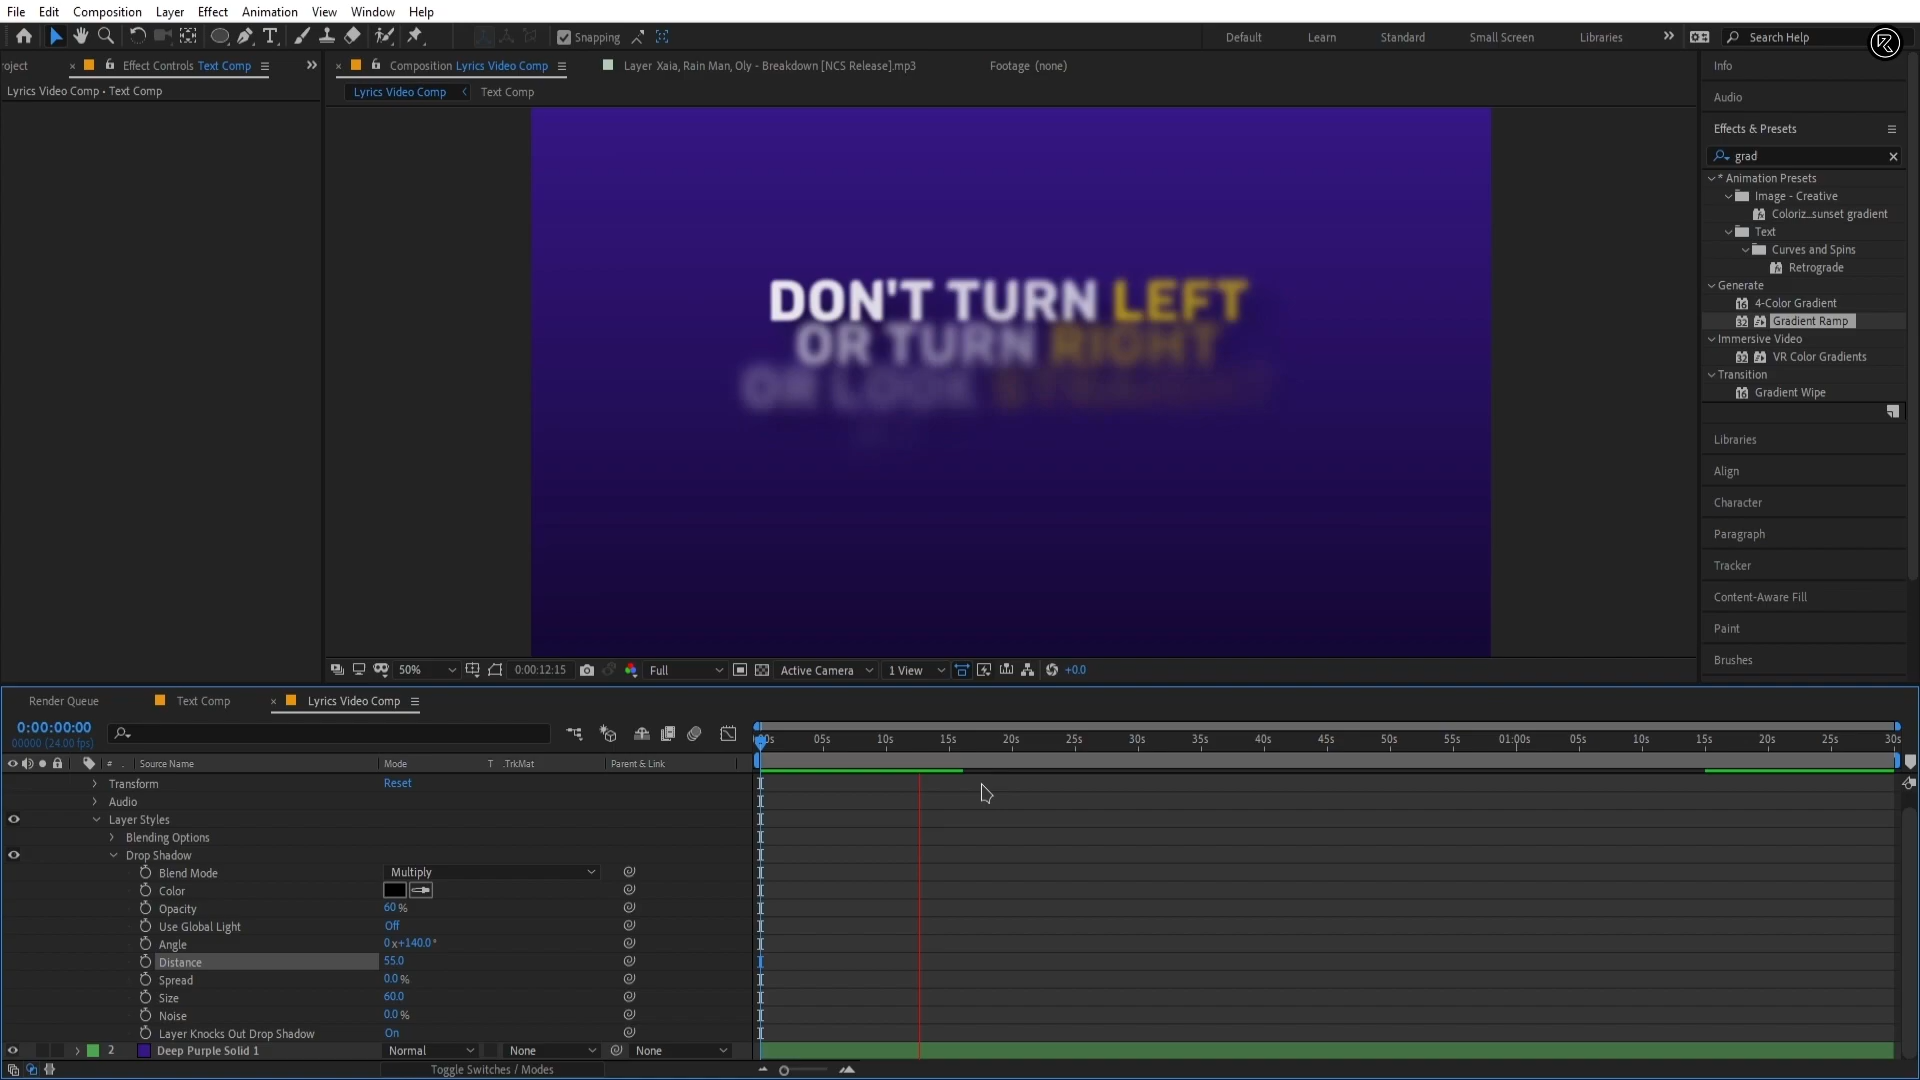 File Edit Composition Layer Effect Animation View Window Help
Snapping
Default Learn Standard Small Screen Libraries
Search Help
roject
Effect Controls Text Comp
Composition Lyrics Video Comp
Layer Xaia, Rain Man, Oly - Breakdown [NCS Release].mp3
Footage (none)
Lyrics Video Comp • Text Comp
Lyrics Video Comp
Text Comp
DON'T TURN LEFT
OR TURN RIGHT
OR LOOK STRAIGHT
50%
0:00:12:15
Full
Active Camera
1 View
+0.0
Info
Audio
Effects & Presets
grad
* Animation Presets
Image - Creative
Coloriz...sunset gradient
Text
Curves and Spins
Retrograde
Generate
16 4-Color Gradient
32 Gradient Ramp
Immersive Video
32 VR Color Gradients
Transition
16 Gradient Wipe
Libraries
Align
Character
Paragraph
Tracker
Content-Aware Fill
Paint
Brushes
Render Queue
Text Comp
Lyrics Video Comp
0:00:00:00
00000 (24.00 fps)
# . Source Name Mode T .TrkMat Parent & Link
:00s 05s 10s 15s 20s 25s 30s 35s 40s 45s 50s 55s 01:00s 05s 10s 15s 20s 25s 30s
Transform Reset
Audio
Layer Styles
Blending Options
Drop Shadow
Blend Mode Multiply
Color
Opacity 60 %
Use Global Light Off
Angle 0 x+140.0 °
Distance 55.0
Spread 0.0 %
Size 60.0
Noise 0.0 %
Layer Knocks Out Drop Shadow On
2 Deep Purple Solid 1 Normal None None
Toggle Switches / Modes